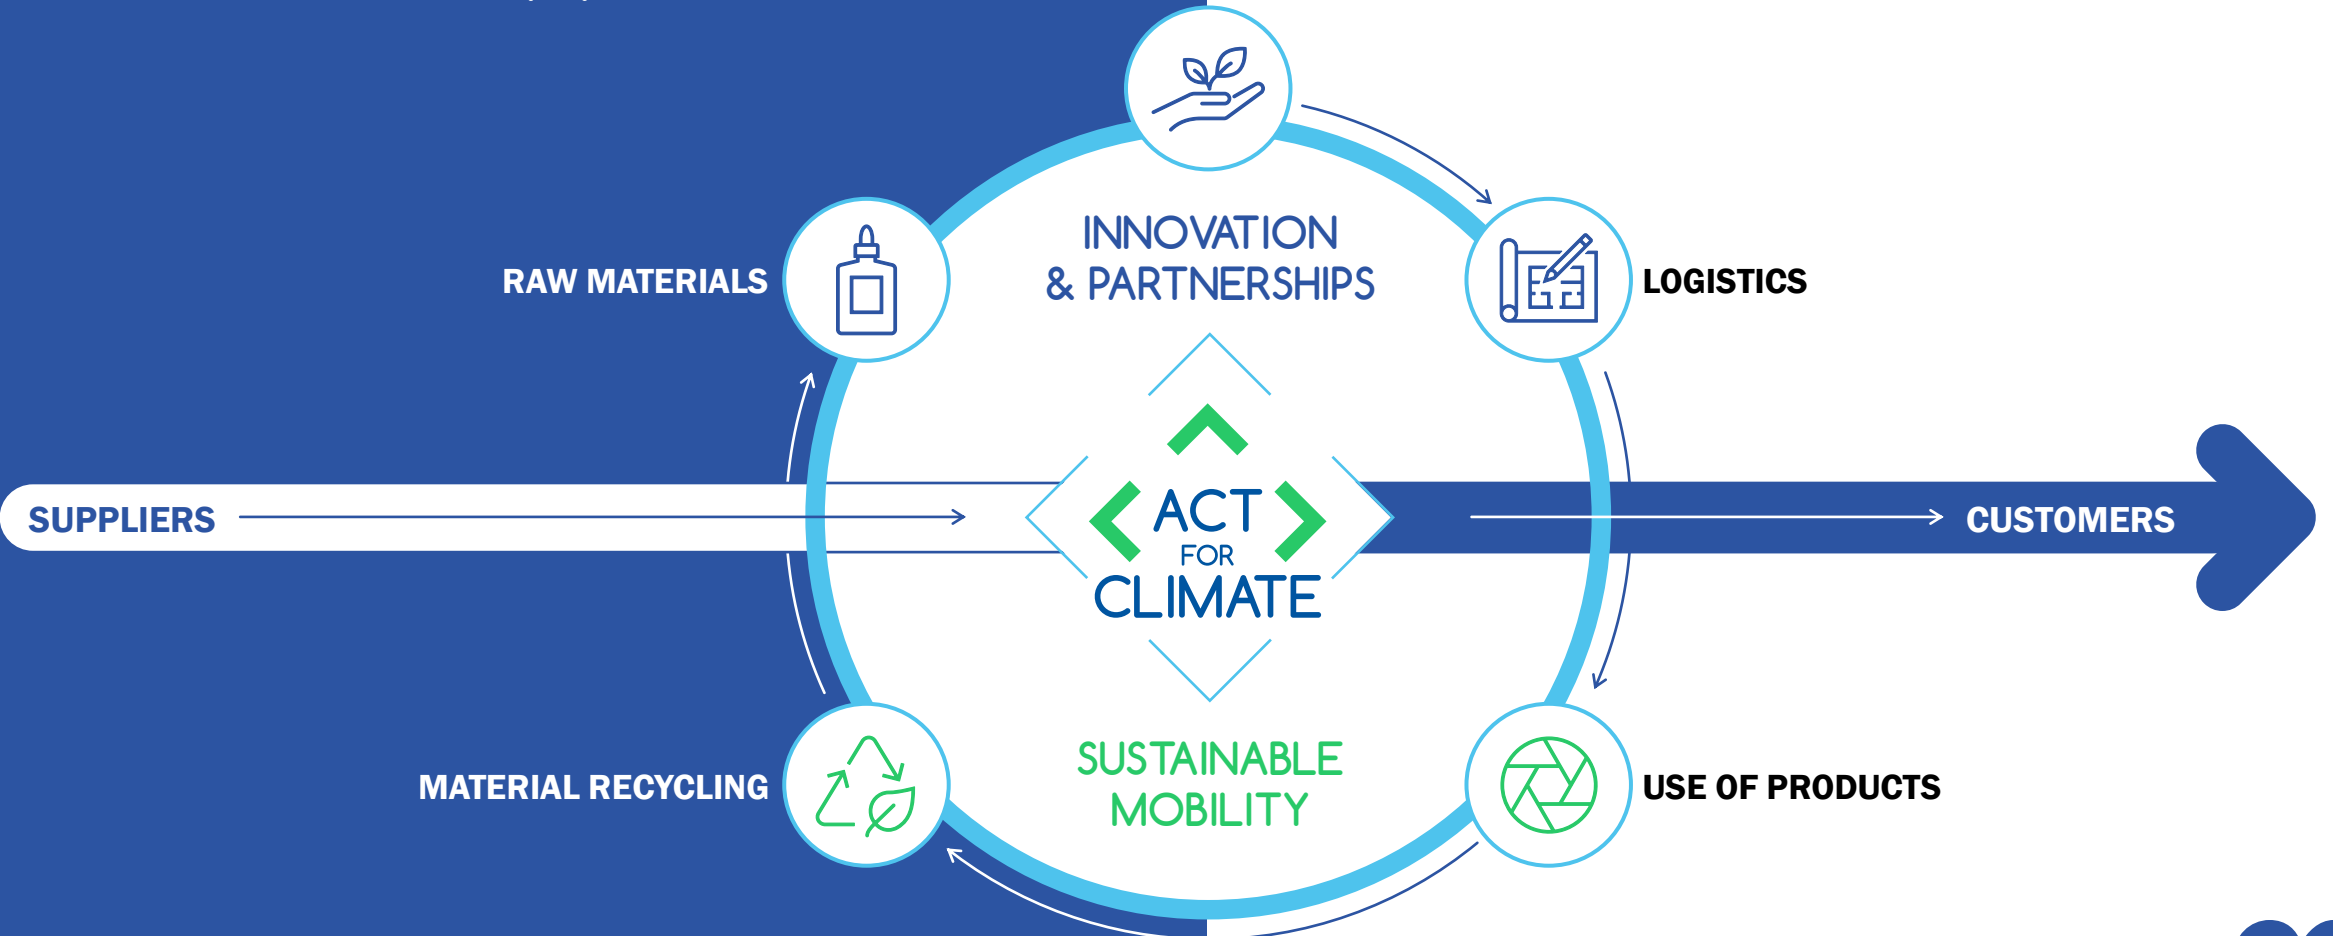 INNOVATION
& PARTNERSHIPS
RAW MATERIALS
LOGISTICS
SUPPLIERS
ACT
FOR
CLIMATE
CUSTOMERS
SUSTAINABLE
MOBILITY
MATERIAL RECYCLING
USE OF PRODUCTS